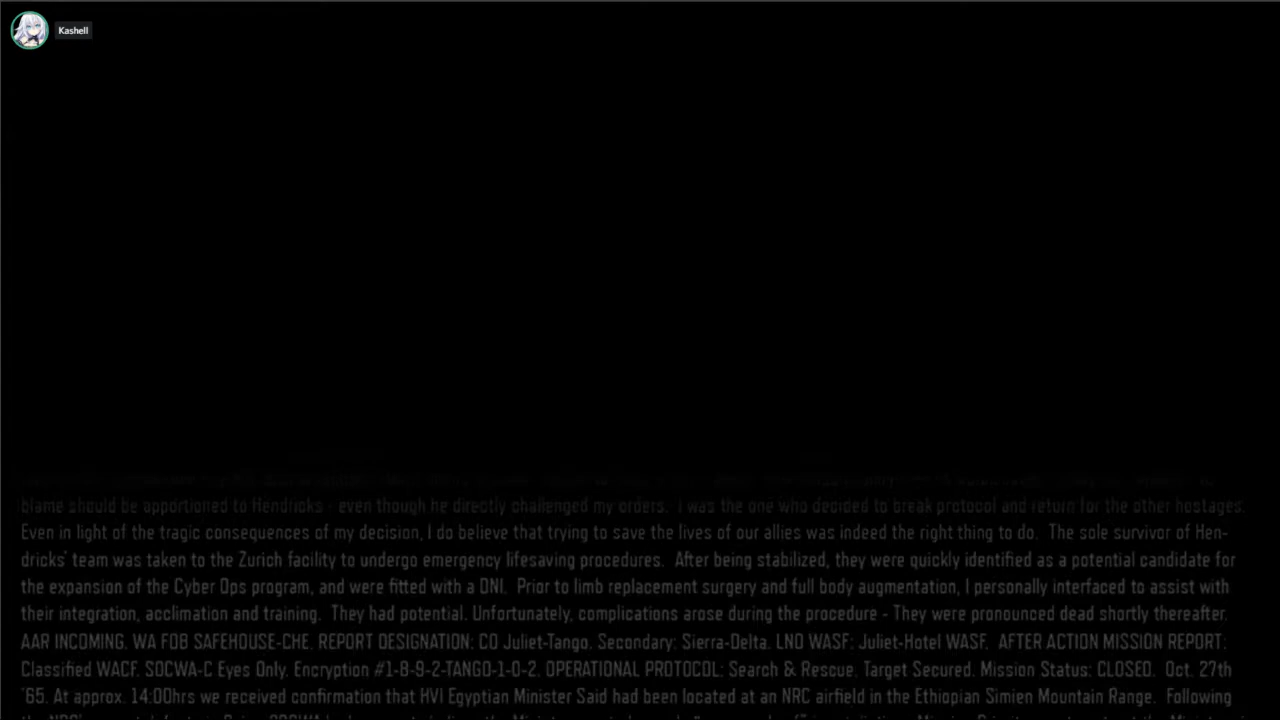 Kashell
blame should be apportioned to Hendricks - even though he directly challenged my orders. I was the one who decided to break protocol and return for the other hostages.
Even in light of the tragic consequences of my decision, I do believe that trying to save the lives of our allies was indeed the right thing to do. The sole survivor of Hen-
dricks' team was taken to the Zurich facility to undergo emergency lifesaving procedures. After being stabilized, they were quickly identified as a potential candidate for
the expansion of the Cyber Ops program, and were fitted with a DNI. Prior to limb replacement surgery and full body augmentation, I personally interfaced to assist with
their integration, acclimation and training. They had potential. Unfortunately, complications arose during the procedure - They were pronounced dead shortly thereafter.
AAR INCOMING. WA FOB SAFEHOUSE-CHE. REPORT DESIGNATION: CO Juliet-Tango. Secondary: Sierra-Delta. LNO WASF: Juliet-Hotel WASF. AFTER ACTION MISSION REPORT:
Classified WACF. SOCWA-C Eyes Only. Encryption #1-8-9-2-TANGO-1-0-2. OPERATIONAL PROTOCOL: Search & Rescue. Target Secured. Mission Status: CLOSED. Oct. 27th
'65. At approx. 14:00hrs we received confirmation that HVI Egyptian Minister Said had been located at an NRC airfield in the Ethiopian Simien Mountain Range. Following